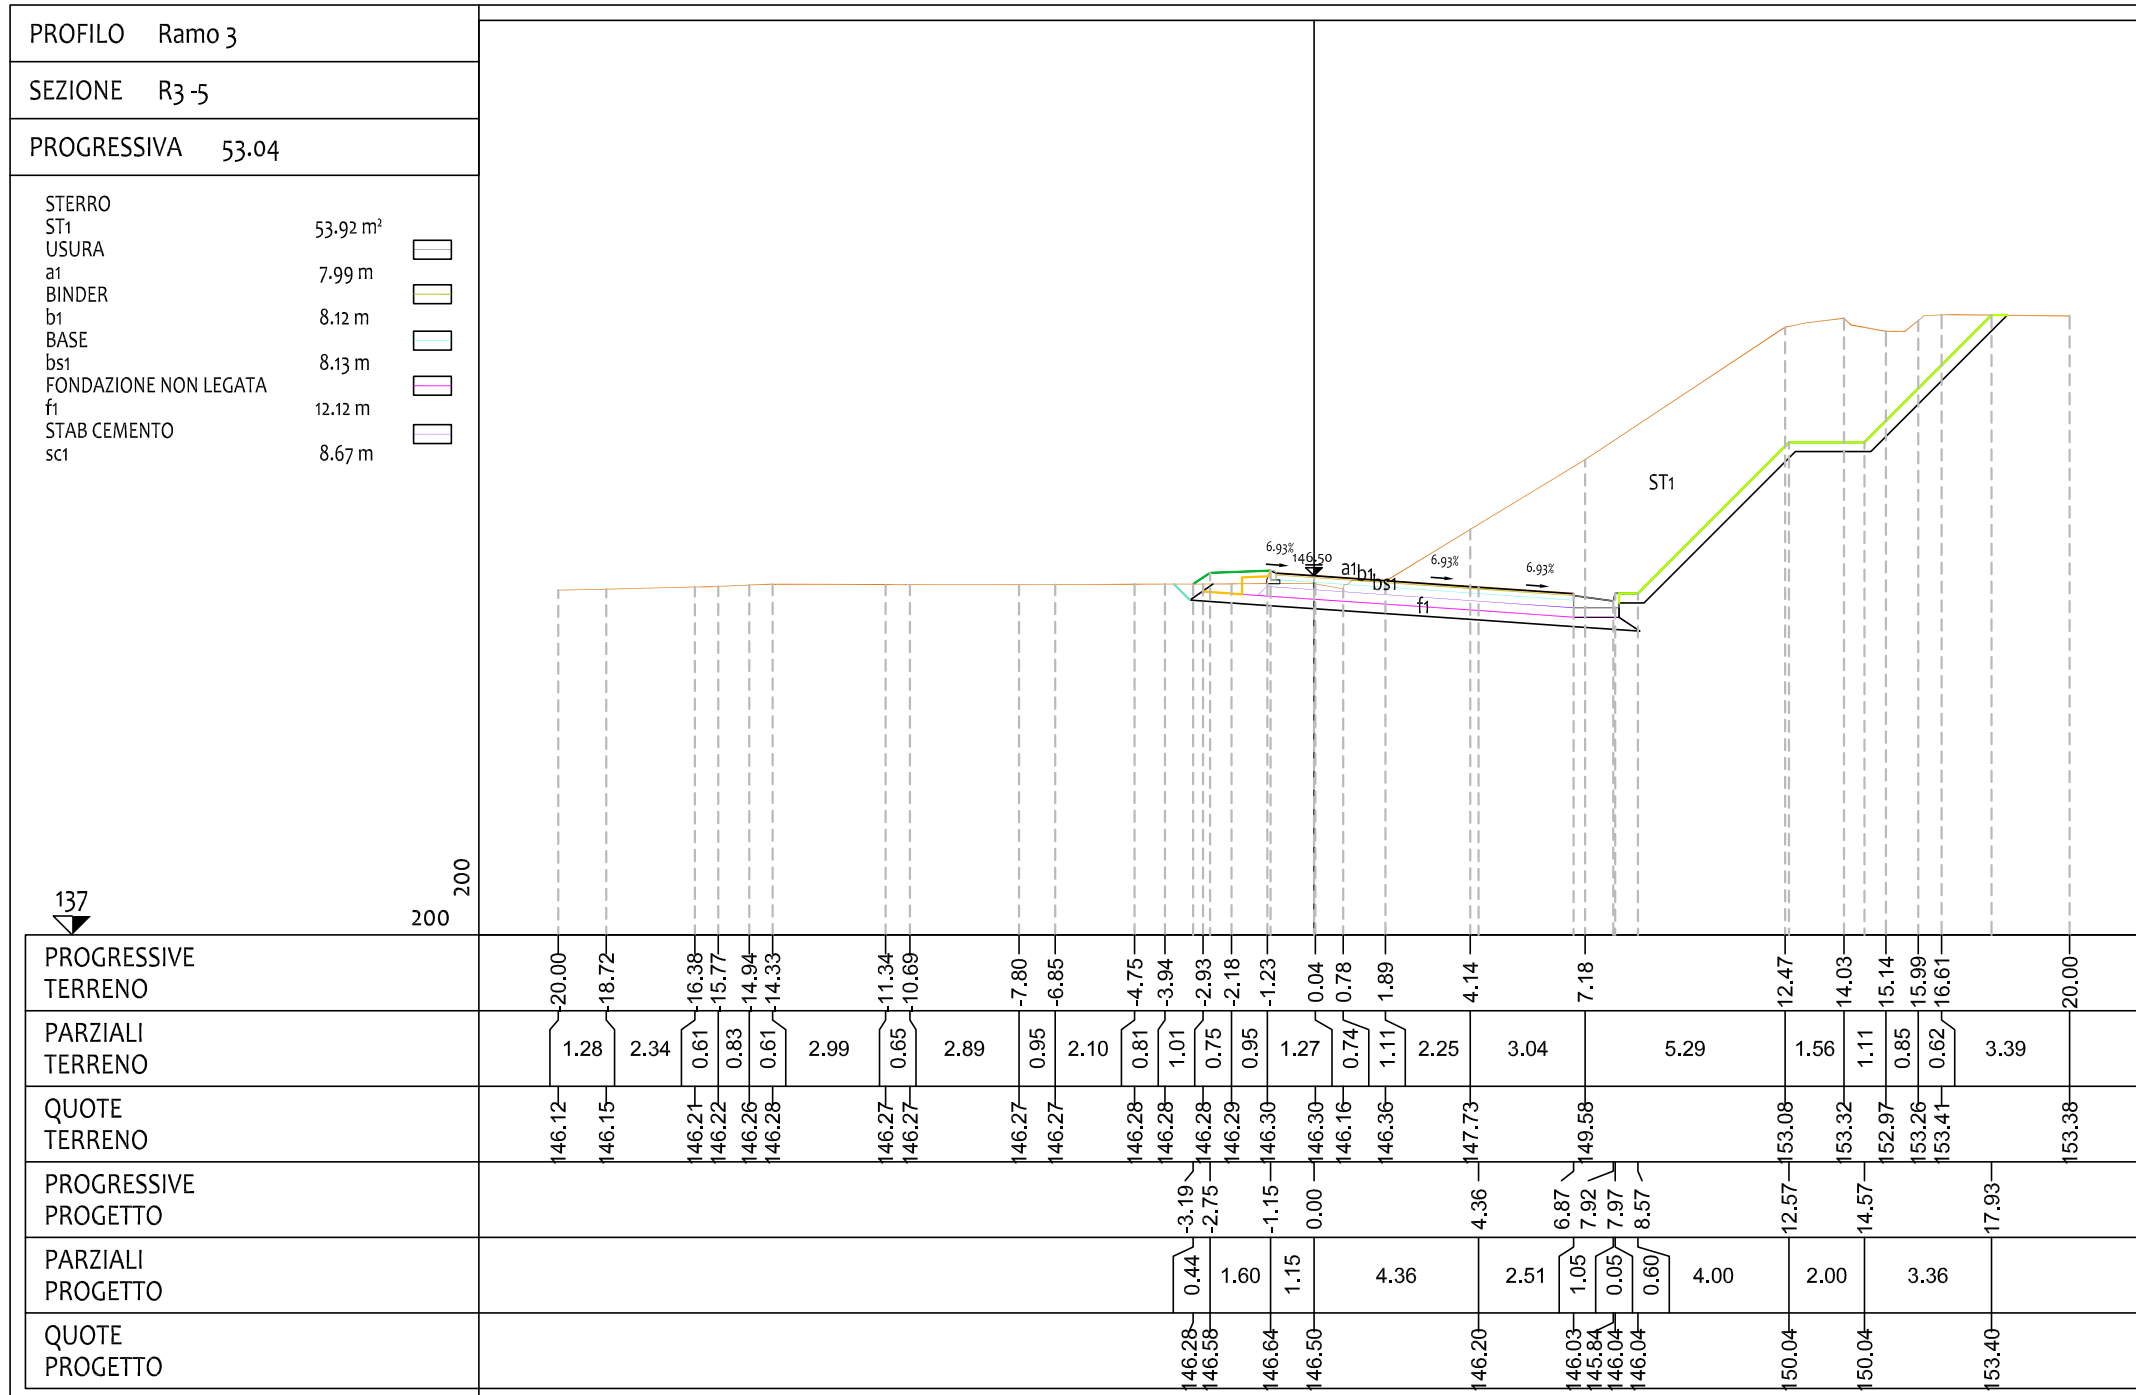 PROFILO Ramo 3
SEZIONE R3 -5
PROGRESSIVA 53.04
STERRO
ST1 53.92 m²
USURA
a1 7.99 m
BINDER
b1 8.12 m
BASE
bs1 8.13 m
FONDAZIONE NON LEGATA
f1 12.12 m
STAB CEMENTO
sc1 8.67 m
ST1
6.93% 146.50 6.93% 6.93%
a1 b1 bs1
f1
200
137 200
PROGRESSIVE TERRENO -20.00 -18.72 -16.38 -15.77 -14.94 -14.33 -11.34 -10.69 -7.80 -6.85 -4.75 -3.94 -2.93 -2.18 -1.23 0.04 0.78 1.89 4.14 7.18 12.47 14.03 15.14 15.99 16.61 20.00
PARZIALI TERRENO 1.28 2.34 0.61 0.83 0.61 2.99 0.65 2.89 0.95 2.10 0.81 1.01 0.75 0.95 1.27 0.74 1.11 2.25 3.04 5.29 1.56 1.11 0.85 0.62 3.39
QUOTE TERRENO 146.12 146.15 146.21 146.22 146.26 146.28 146.27 146.27 146.27 146.27 146.28 146.28 146.28 146.29 146.30 146.30 146.16 146.36 147.73 149.58 153.08 153.32 152.97 153.26 153.41 153.38
PROGRESSIVE PROGETTO -3.19 -2.75 -1.15 0.00 4.36 6.87 7.92 7.97 8.57 12.57 14.57 17.93
PARZIALI PROGETTO 0.44 1.60 1.15 4.36 2.51 1.05 0.05 0.60 4.00 2.00 3.36
QUOTE PROGETTO 146.28 146.58 146.64 146.50 146.20 146.03 145.84 146.04 146.04 150.04 150.04 153.40